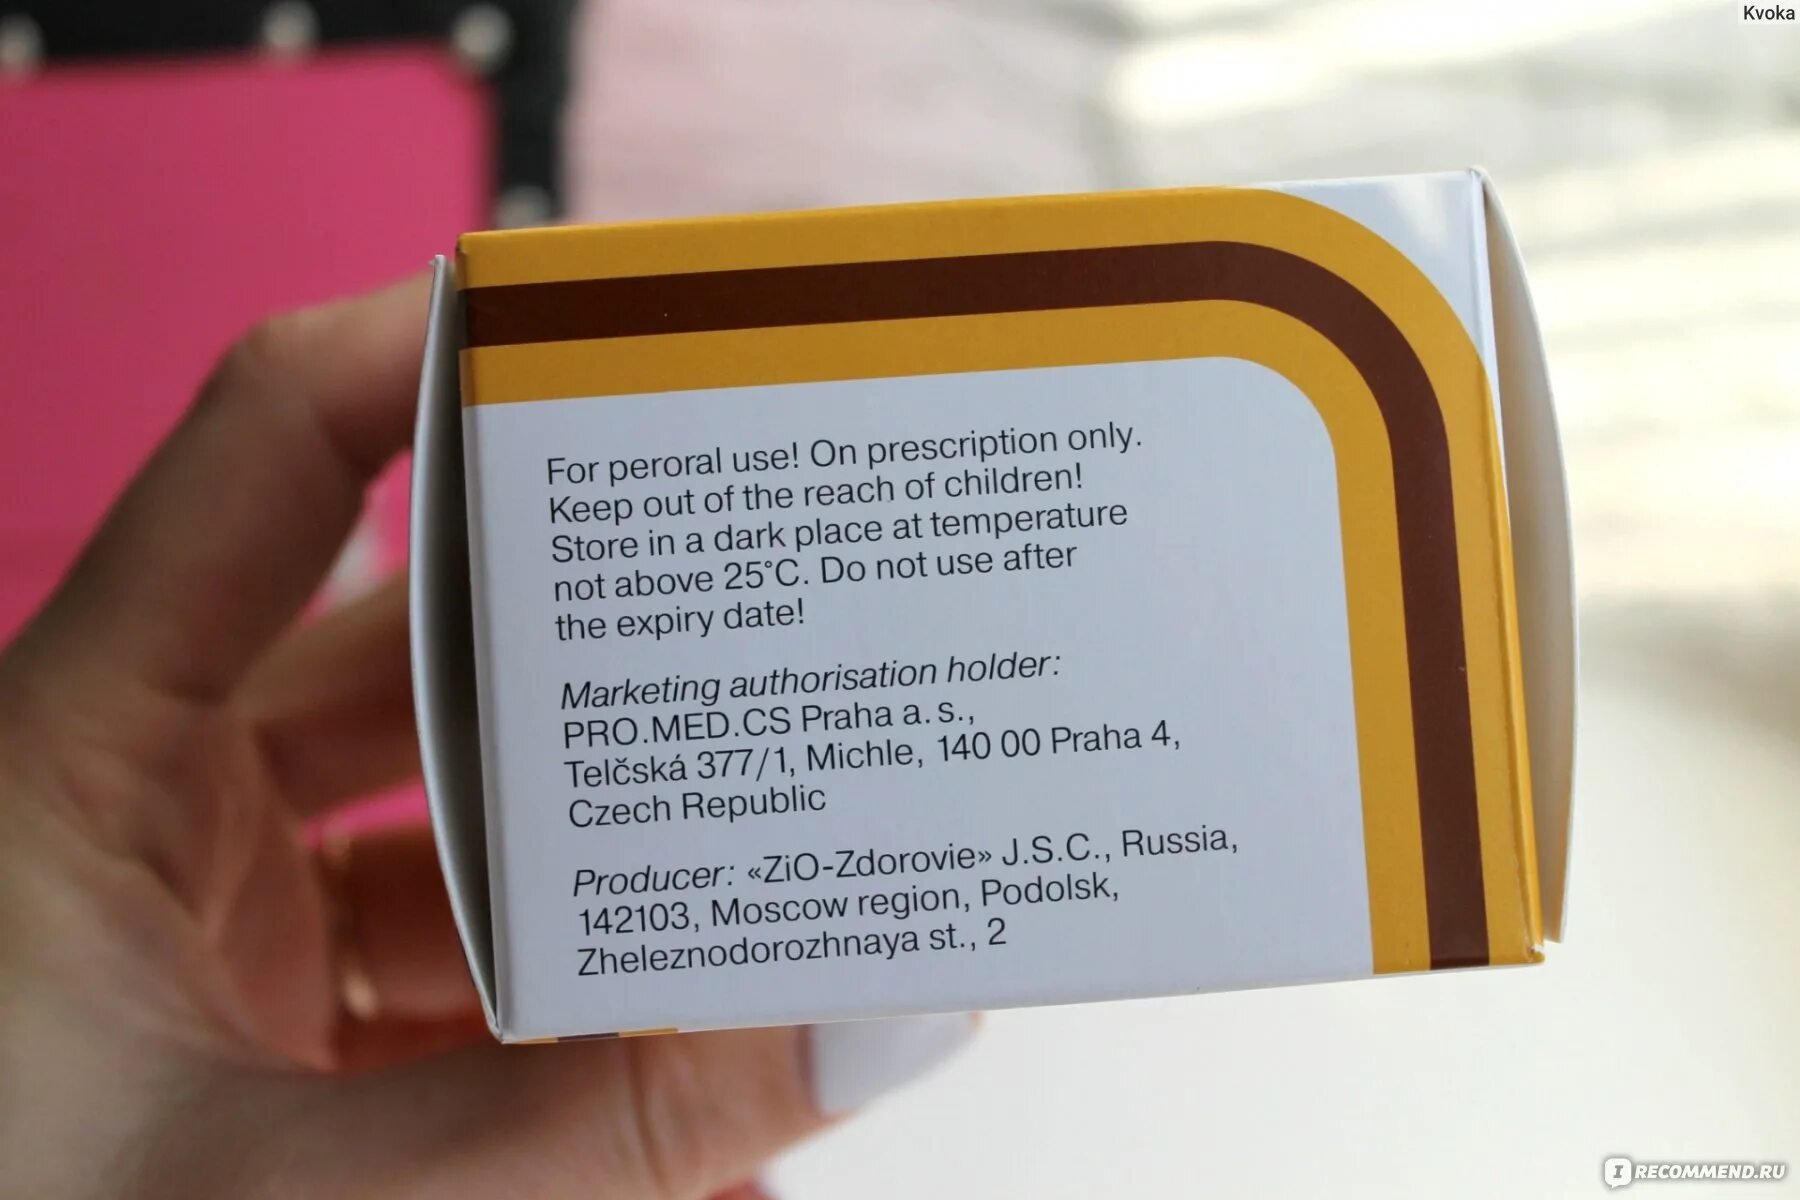 Kvoka
For peroral use! On prescription only.
Keep out of the reach of children!
Store in a dark place at temperature
not above 25°C. Do not use after
the expiry date!
Marketing authorisation holder:
PRO.MED.CS Praha a. s.,
Telčská 377/1, Michle, 140 00 Praha 4,
Czech Republic
Producer: «ZiO-Zdorovie» J.S.C., Russia,
142103, Moscow region, Podolsk,
Zheleznodorozhnaya st., 2
I RECOMMEND.RU